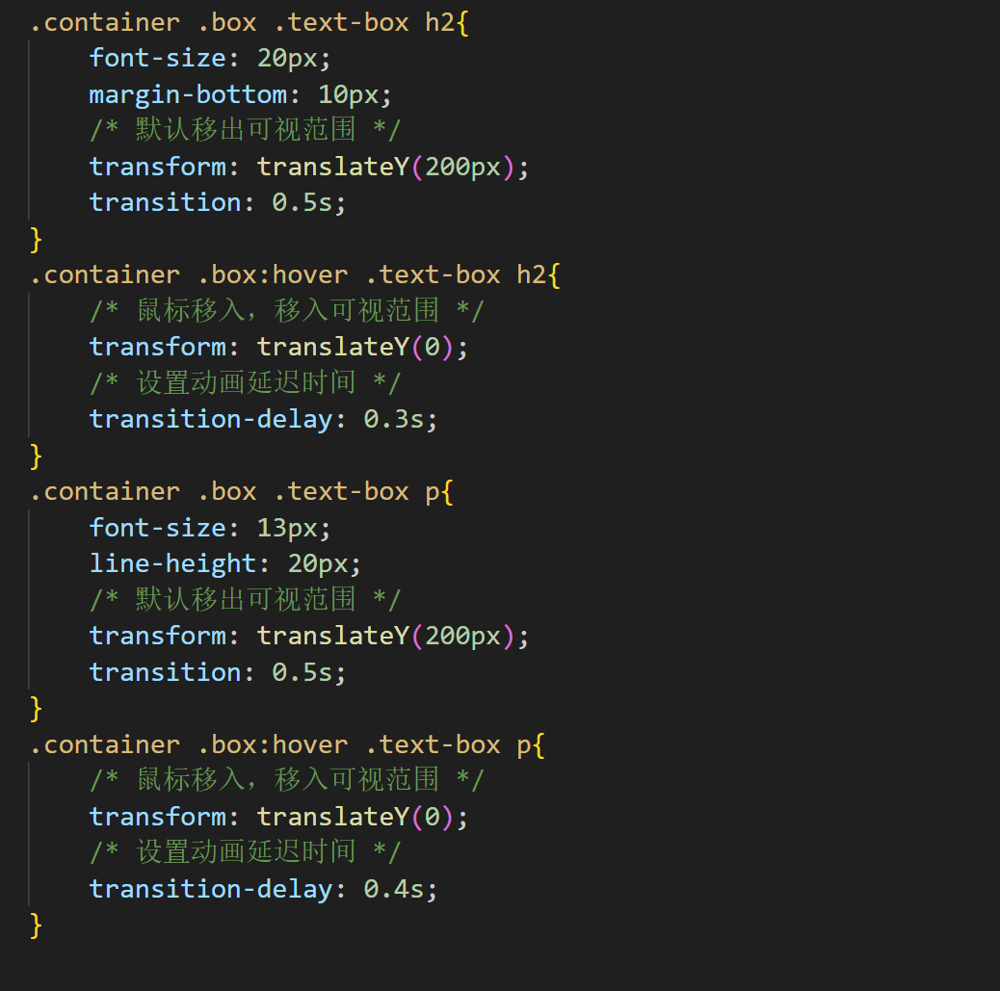 .container .box .text-box h2{
    font-size: 20px;
    margin-bottom: 10px;
    /* 默认移出可视范围 */
    transform: translateY(200px);
    transition: 0.5s;
}
.container .box:hover .text-box h2{
    /* 鼠标移入，移入可视范围 */
    transform: translateY(0);
    /* 设置动画延迟时间 */
    transition-delay: 0.3s;
}
.container .box .text-box p{
    font-size: 13px;
    line-height: 20px;
    /* 默认移出可视范围 */
    transform: translateY(200px);
    transition: 0.5s;
}
.container .box:hover .text-box p{
    /* 鼠标移入，移入可视范围 */
    transform: translateY(0);
    /* 设置动画延迟时间 */
    transition-delay: 0.4s;
}